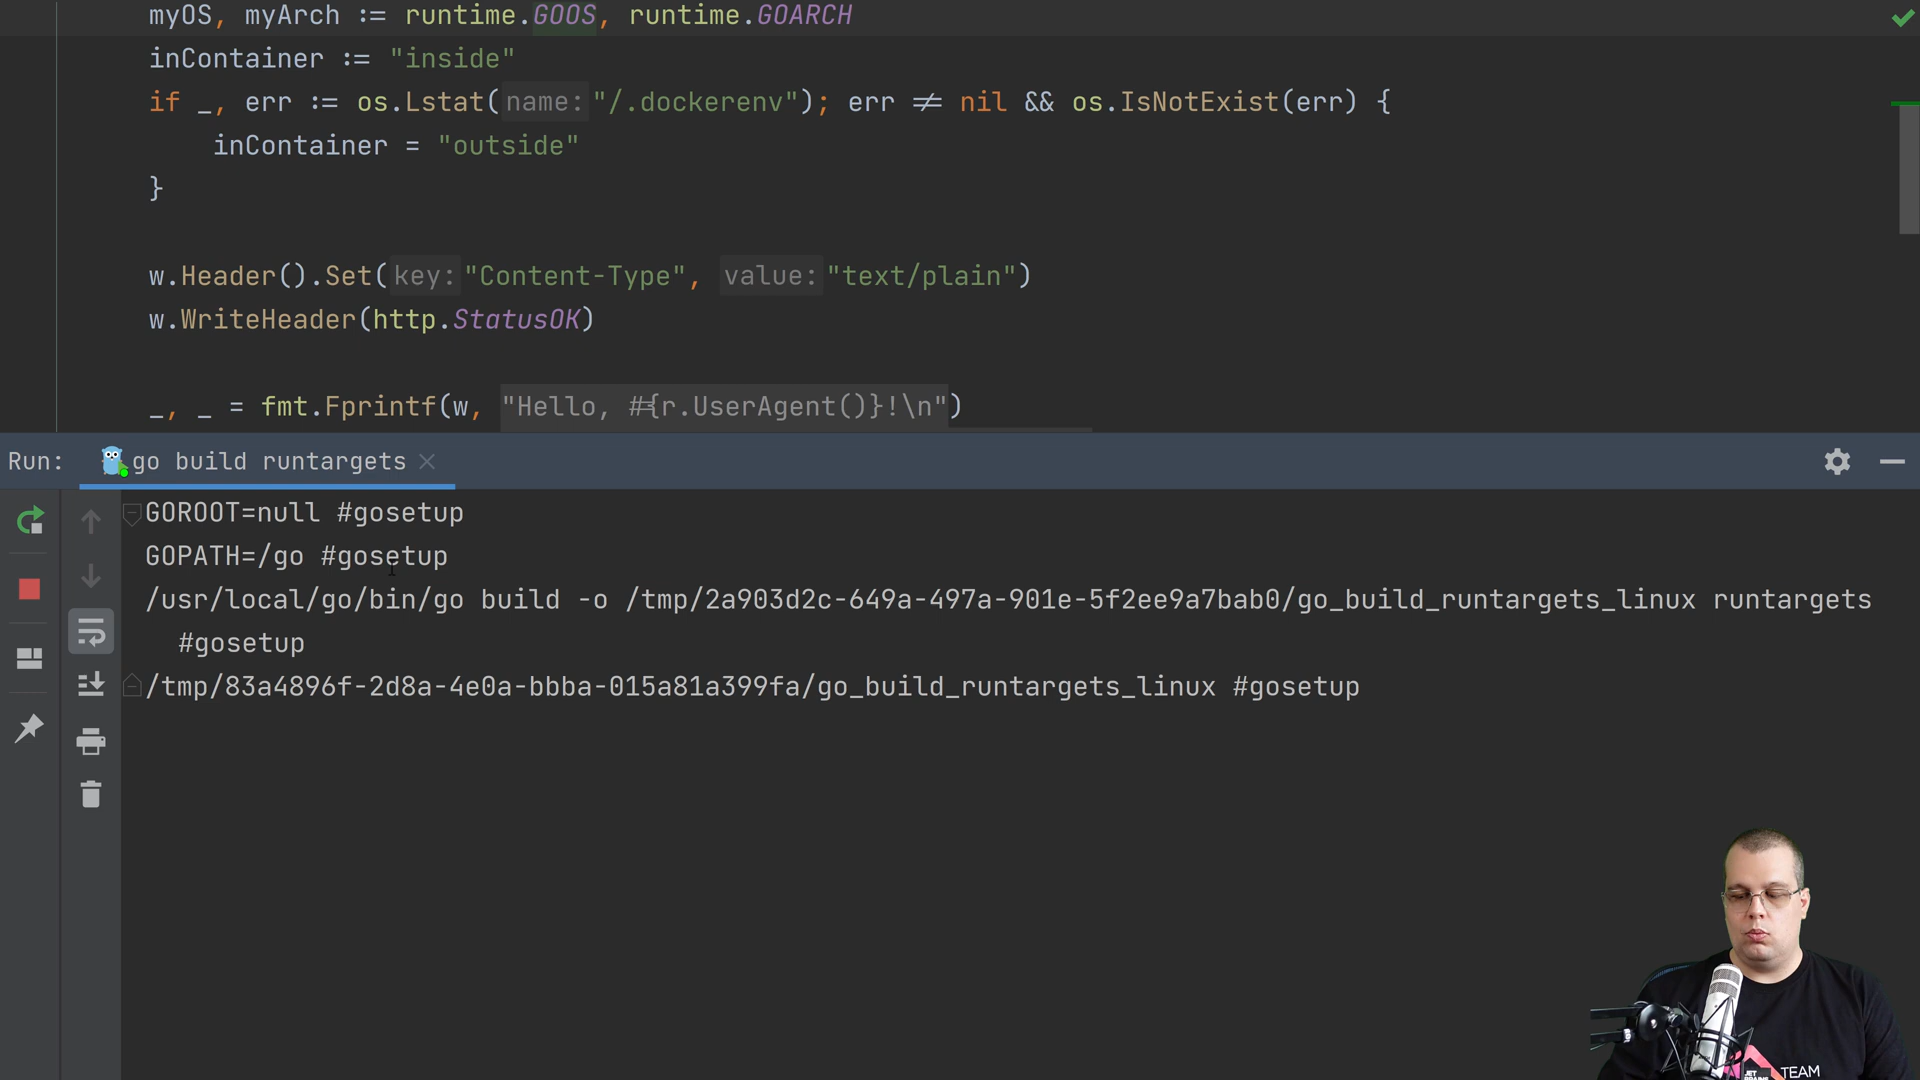 myOS, myArch := runtime.GOOS, runtime.GOARCH
inContainer := "inside"
if _, err := os.Lstat( name: "/.dockerenv"); err ≠ nil && os.IsNotExist(err) {
inContainer = "outside"
}
w.Header().Set( key: "Content-Type", value: "text/plain")
w.WriteHeader(http.StatusOK)
_, _ = fmt.Fprintf(w, "Hello, #{r.UserAgent()}!\n")
Run: go build runtargets ×
GOROOT=null #gosetup
GOPATH=/go #gosetup
/usr/local/go/bin/go build -o /tmp/2a903d2c-649a-497a-901e-5f2ee9a7bab0/go_build_runtargets_linux runtargets
#gosetup
/tmp/83a4896f-2d8a-4e0a-bbba-015a81a399fa/go_build_runtargets_linux #gosetup
JET
BRAINS
TEAM